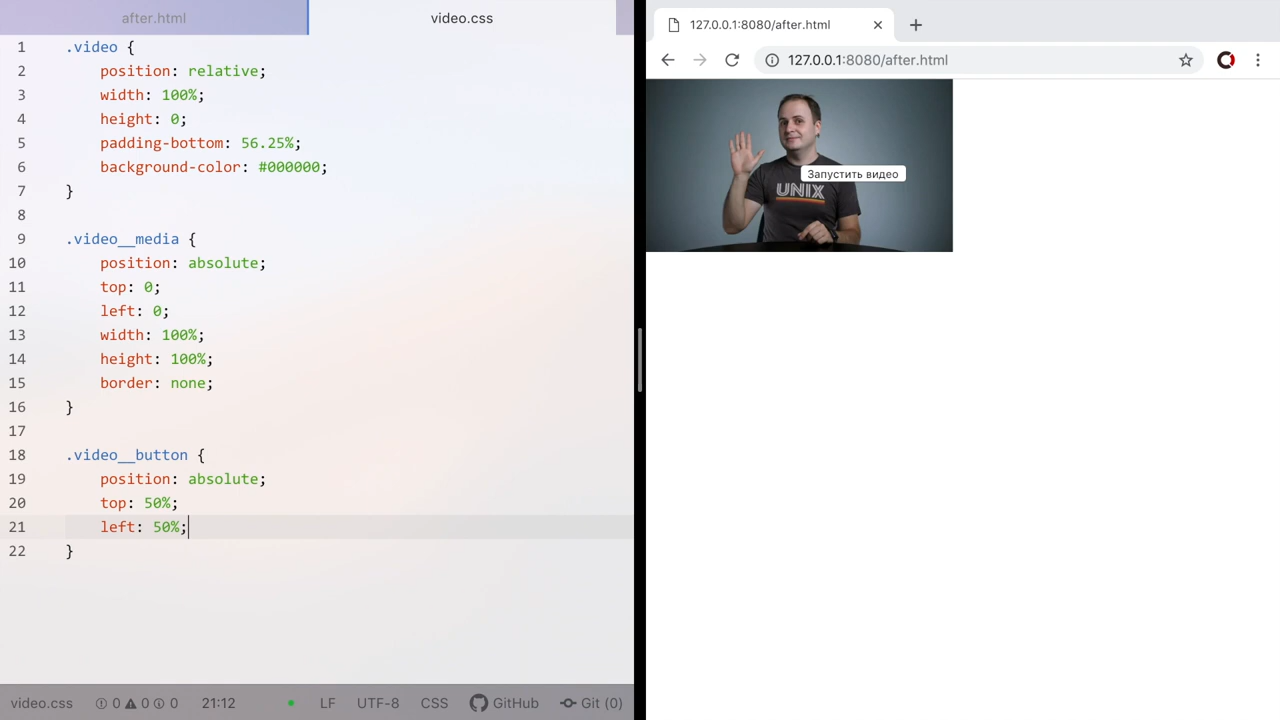 after.html
video.css
1 .video {
2 position: relative;
3 width: 100%;
4 height: 0;
5 padding-bottom: 56.25%;
6 background-color: #000000;
7 }
8
9 .video__media {
10 position: absolute;
11 top: 0;
12 left: 0;
13 width: 100%;
14 height: 100%;
15 border: none;
16 }
17
18 .video__button {
19 position: absolute;
20 top: 50%;
21 left: 50%;
22 }
video.css 0 0 0 21:12 LF UTF-8 CSS GitHub Git (0)
127.0.0.1:8080/after.html
127.0.0.1:8080/after.html
Запустить видео
UNIX